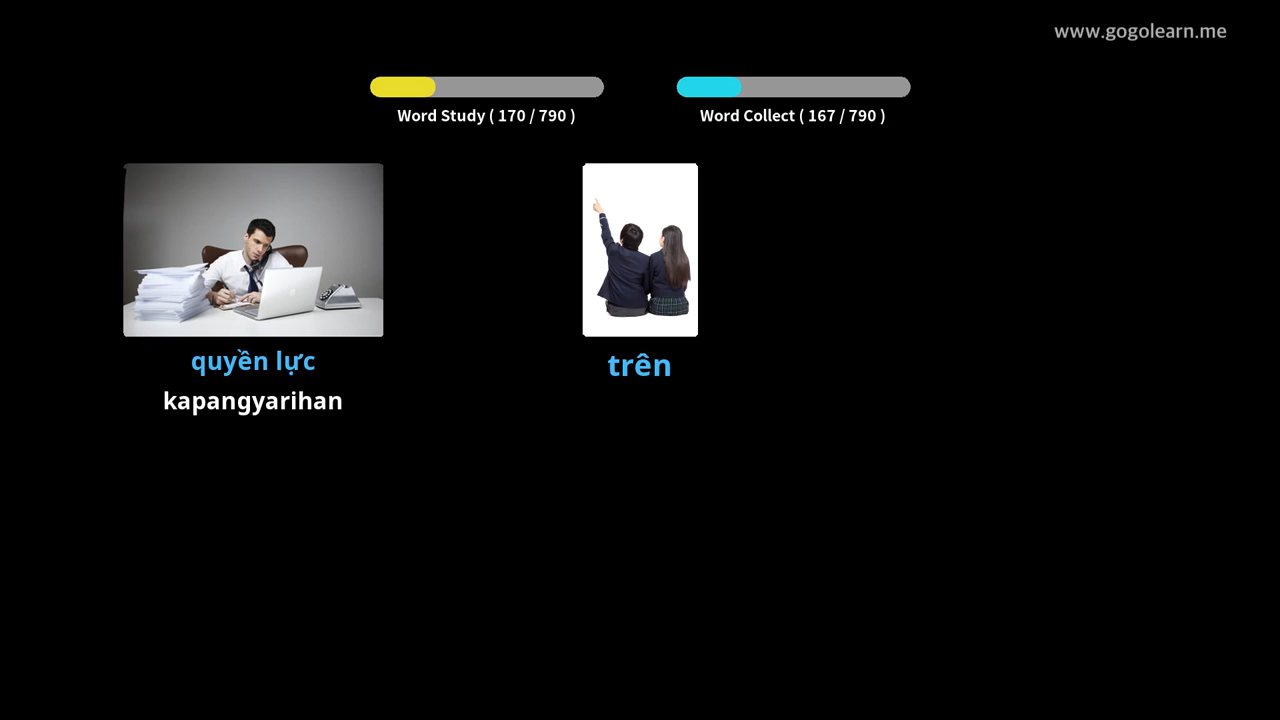 www.gogolearn.me
Word Study ( 170 / 790 )
Word Collect ( 167 / 790 )
quyền lực
kapangyarihan
trên